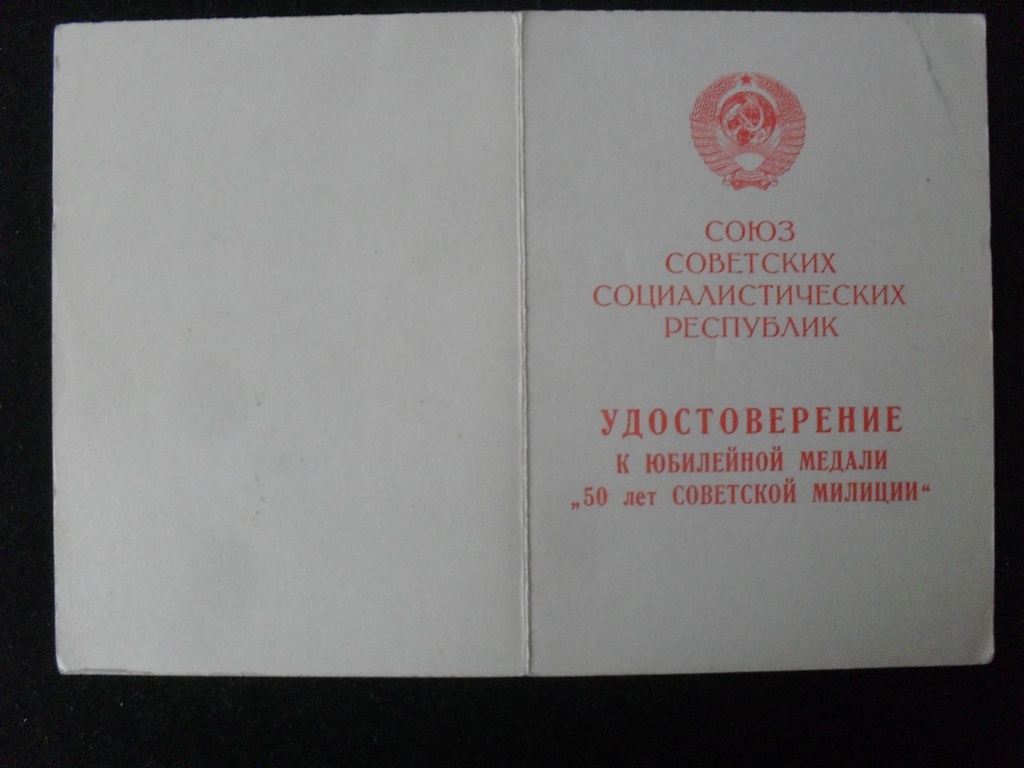 СОЮЗ
СОВЕТСКИХ
СОЦИАЛИСТИЧЕСКИХ
РЕСПУБЛИК
УДОСТОВЕРЕНИЕ
К ЮБИЛЕЙНОЙ МЕДАЛИ
„50 лет СОВЕТСКОЙ МИЛИЦИИ“